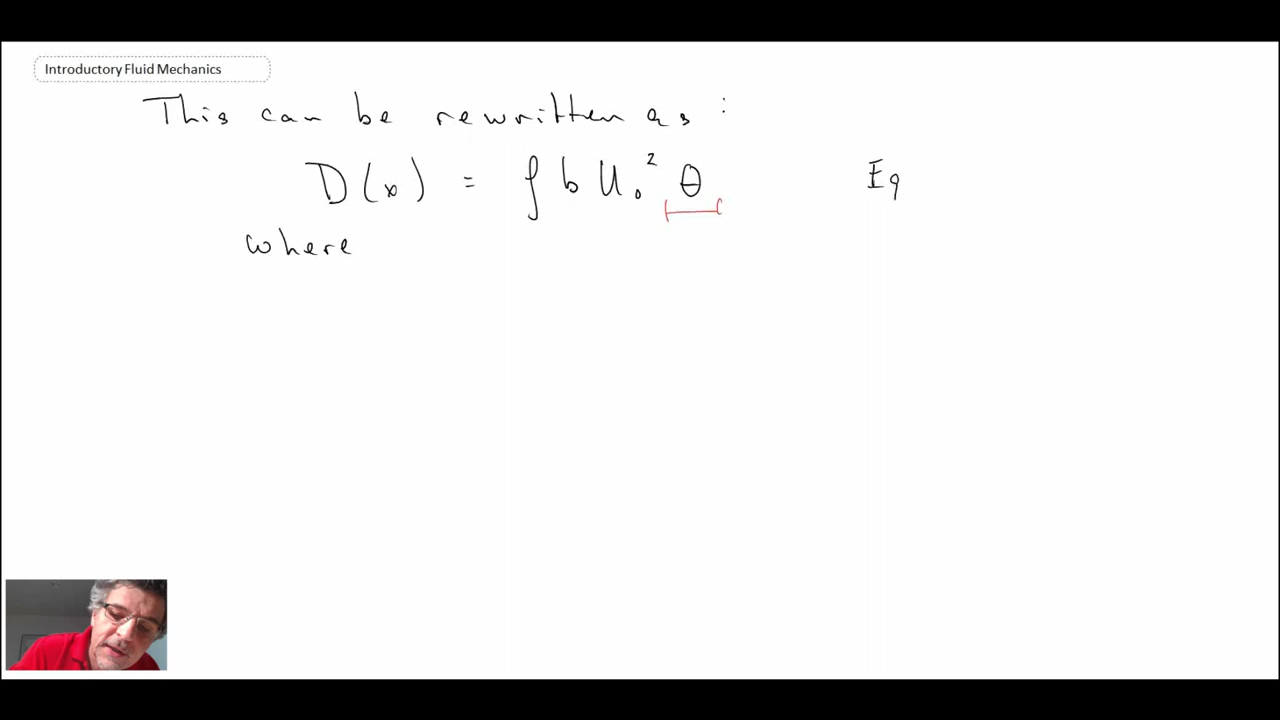 Introductory Fluid Mechanics
This can be rewritten as :
D(x) = ρ b U₀² θ Eq
where